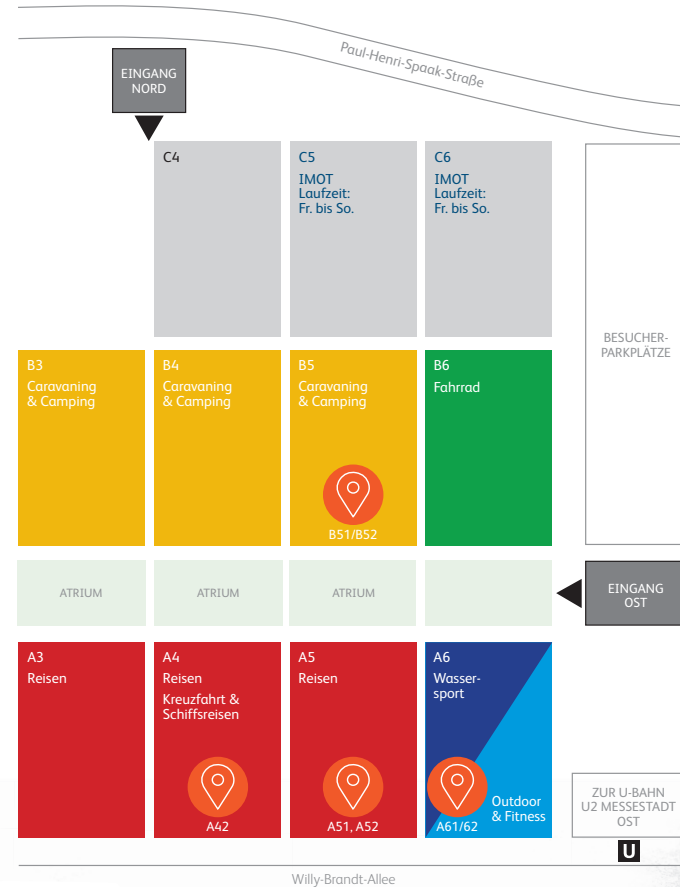 Paul-Henri-Spaak-Straße
EINGANG
NORD
C4
C5
IMOT
Laufzeit:
Fr. bis So.
C6
IMOT
Laufzeit:
Fr. bis So.
BESUCHER-
PARKPLÄTZE
B3
Caravaning
& Camping
B4
Caravaning
& Camping
B5
Caravaning
& Camping
B51/B52
B6
Fahrrad
ATRIUM
ATRIUM
ATRIUM
EINGANG
OST
A3
Reisen
A4
Reisen
Kreuzfahrt &
Schiffsreisen
A42
A5
Reisen
A51, A52
A6
Wasser-
sport
A61/62
Outdoor
& Fitness
ZUR U-BAHN
U2 MESSESTADT
OST
U
Willy-Brandt-Allee